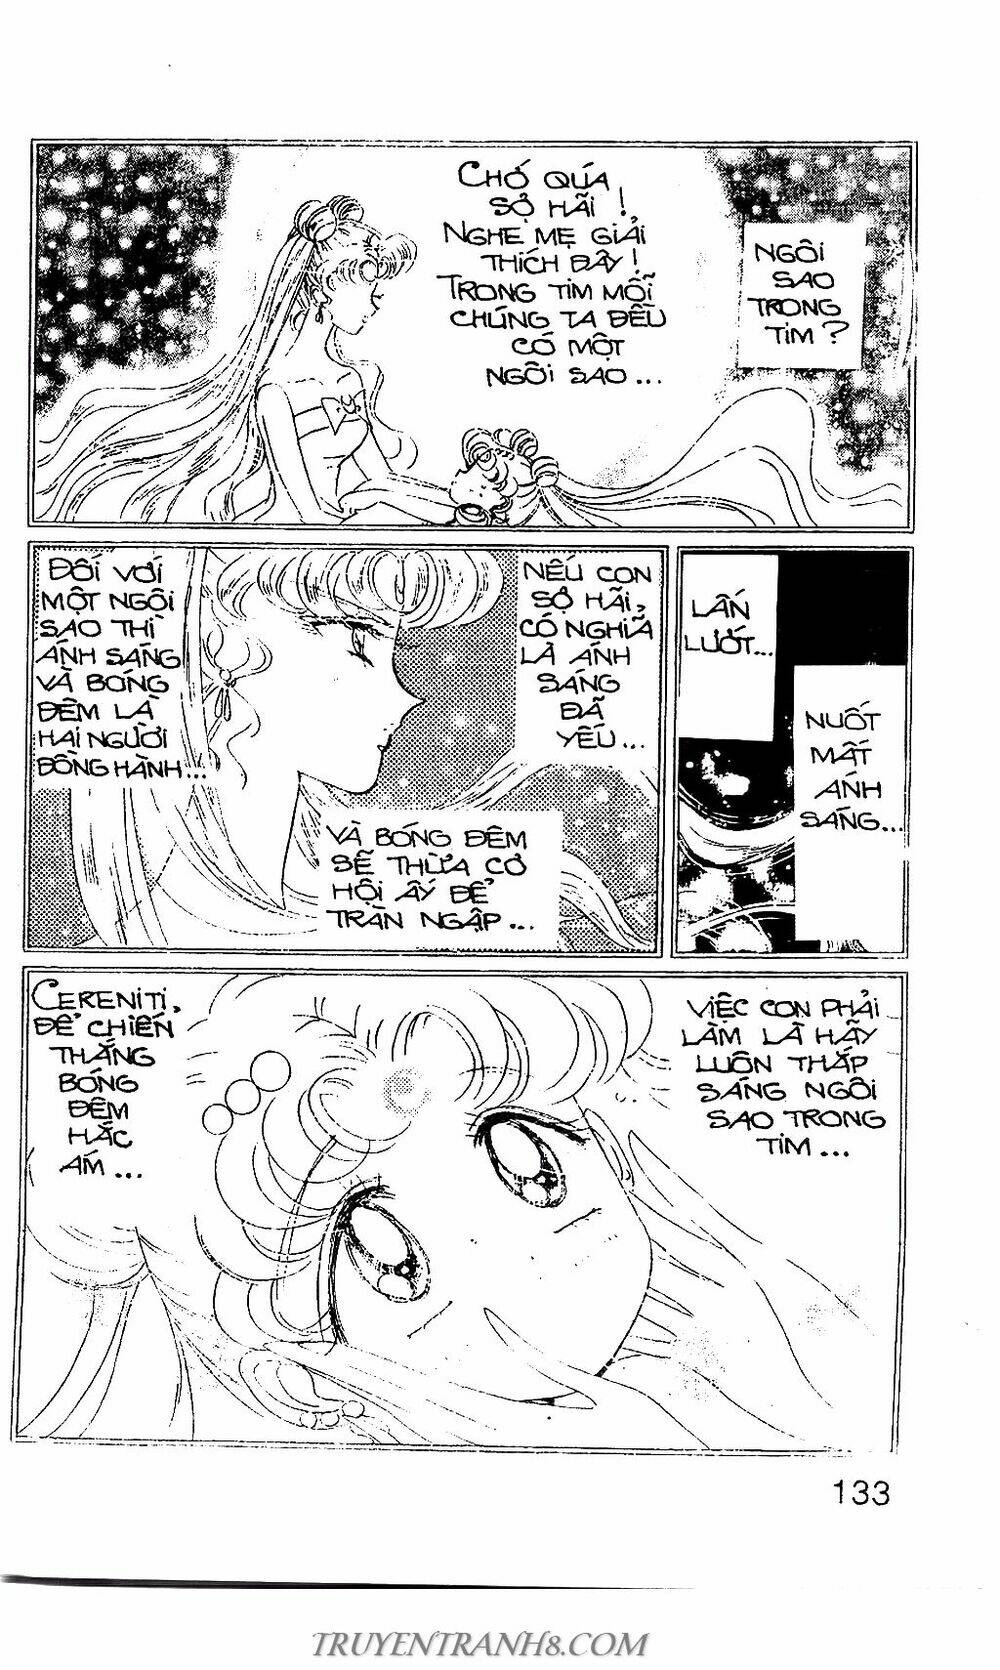 CHỚ QÚA
SỢ HÃI !
NGHE MẸ GIẢI
THÍCH ĐÂY !
TRONG TIM MỖI
CHÚNG TA ĐỀU
CÓ MỘT
NGÔI SAO ...
NGÔI
SAO
TRONG
TIM ?
ĐỐI VỚI
MỘT NGÔI
SAO THÌ
ÁNH SÁNG
VÀ BÓNG
ĐÊM LÀ
HAI NGƯỜI
ĐỒNG HÀNH ...
NẾU CON
SỢ HÃI,
CÓ NGHĨA
LÀ ÁNH
SÁNG
ĐÃ
YẾU ...
VÀ BÓNG ĐÊM
SẼ THỪA CƠ
HỘI ẤY ĐỂ
TRÀN NGẬP ...
LẤN
LƯỚT ...
NUỐT
MẤT
ÁNH
SÁNG ...
CERENITI,
ĐỂ CHIẾN
THẮNG
BÓNG
ĐÊM
HẮC
ÁM ...
VIỆC CON PHẢI
LÀM LÀ HÃY
LUÔN THẮP
SÁNG NGÔI
SAO TRONG
TIM ...
133
TRUYENTRANH8.COM